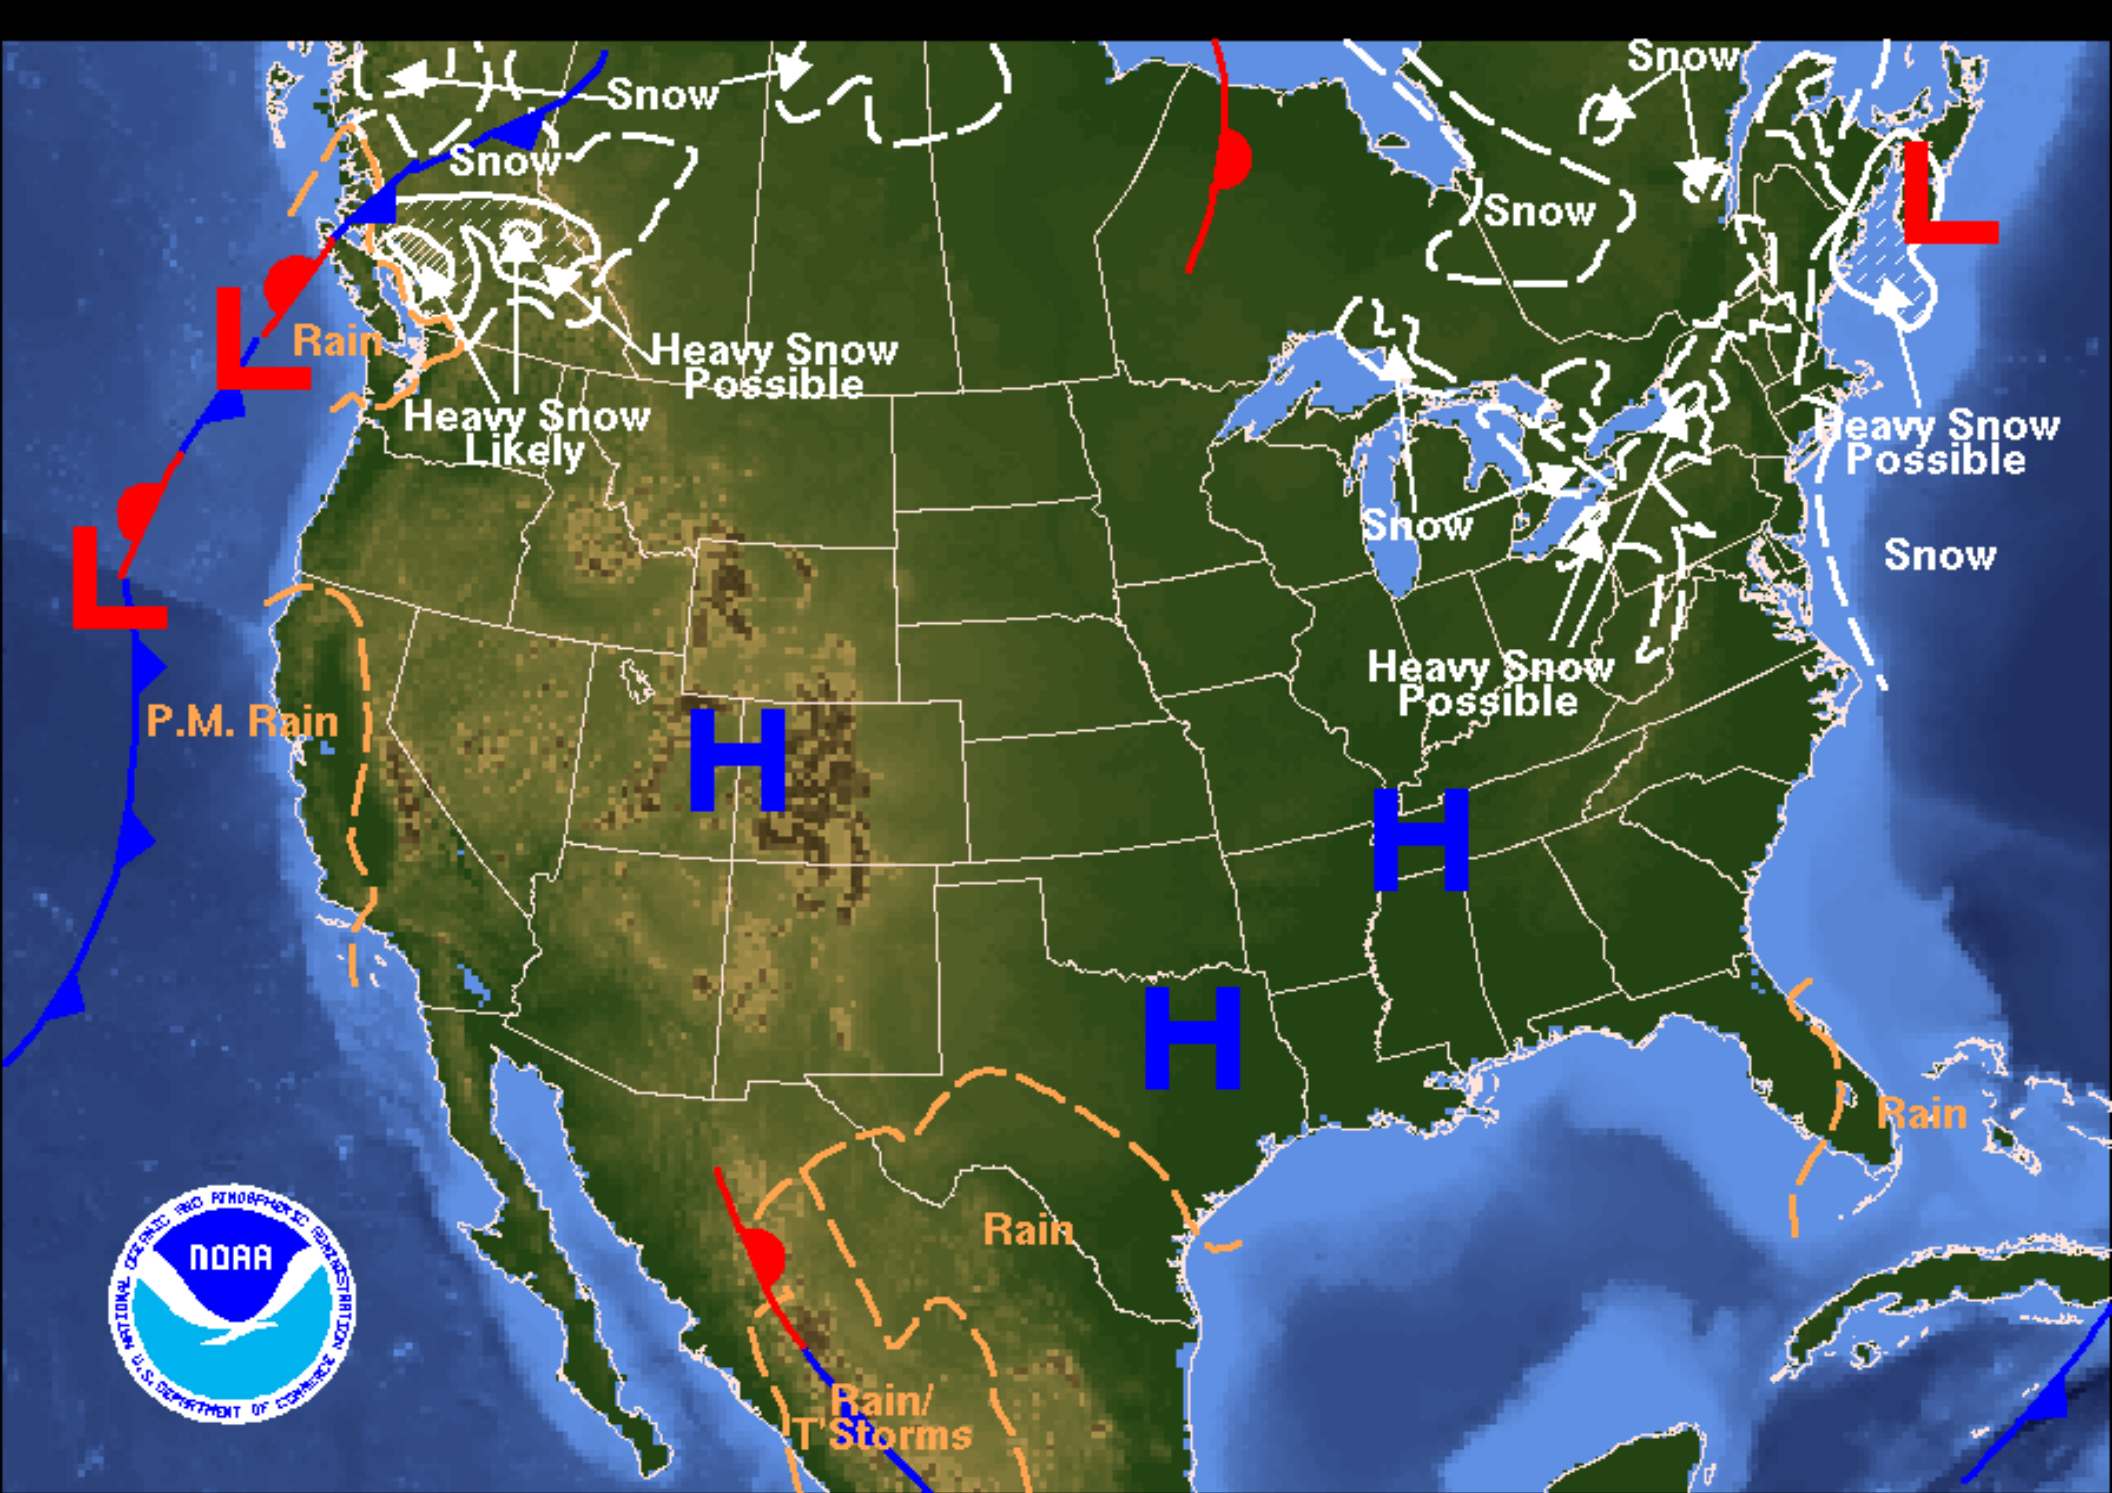 Snow
Snow
Snow
Snow
Rain
Heavy Snow
Possible
Heavy Snow
Likely
Heavy Snow
Possible
Snow
Snow
Heavy Snow
Possible
P.M. Rain
H
H
H
L
L
L
Rain
Rain
Rain/
T'Storms
NATIONAL OCEANIC AND ATMOSPHERIC ADMINISTRATION
NOAA
U.S. DEPARTMENT OF COMMERCE